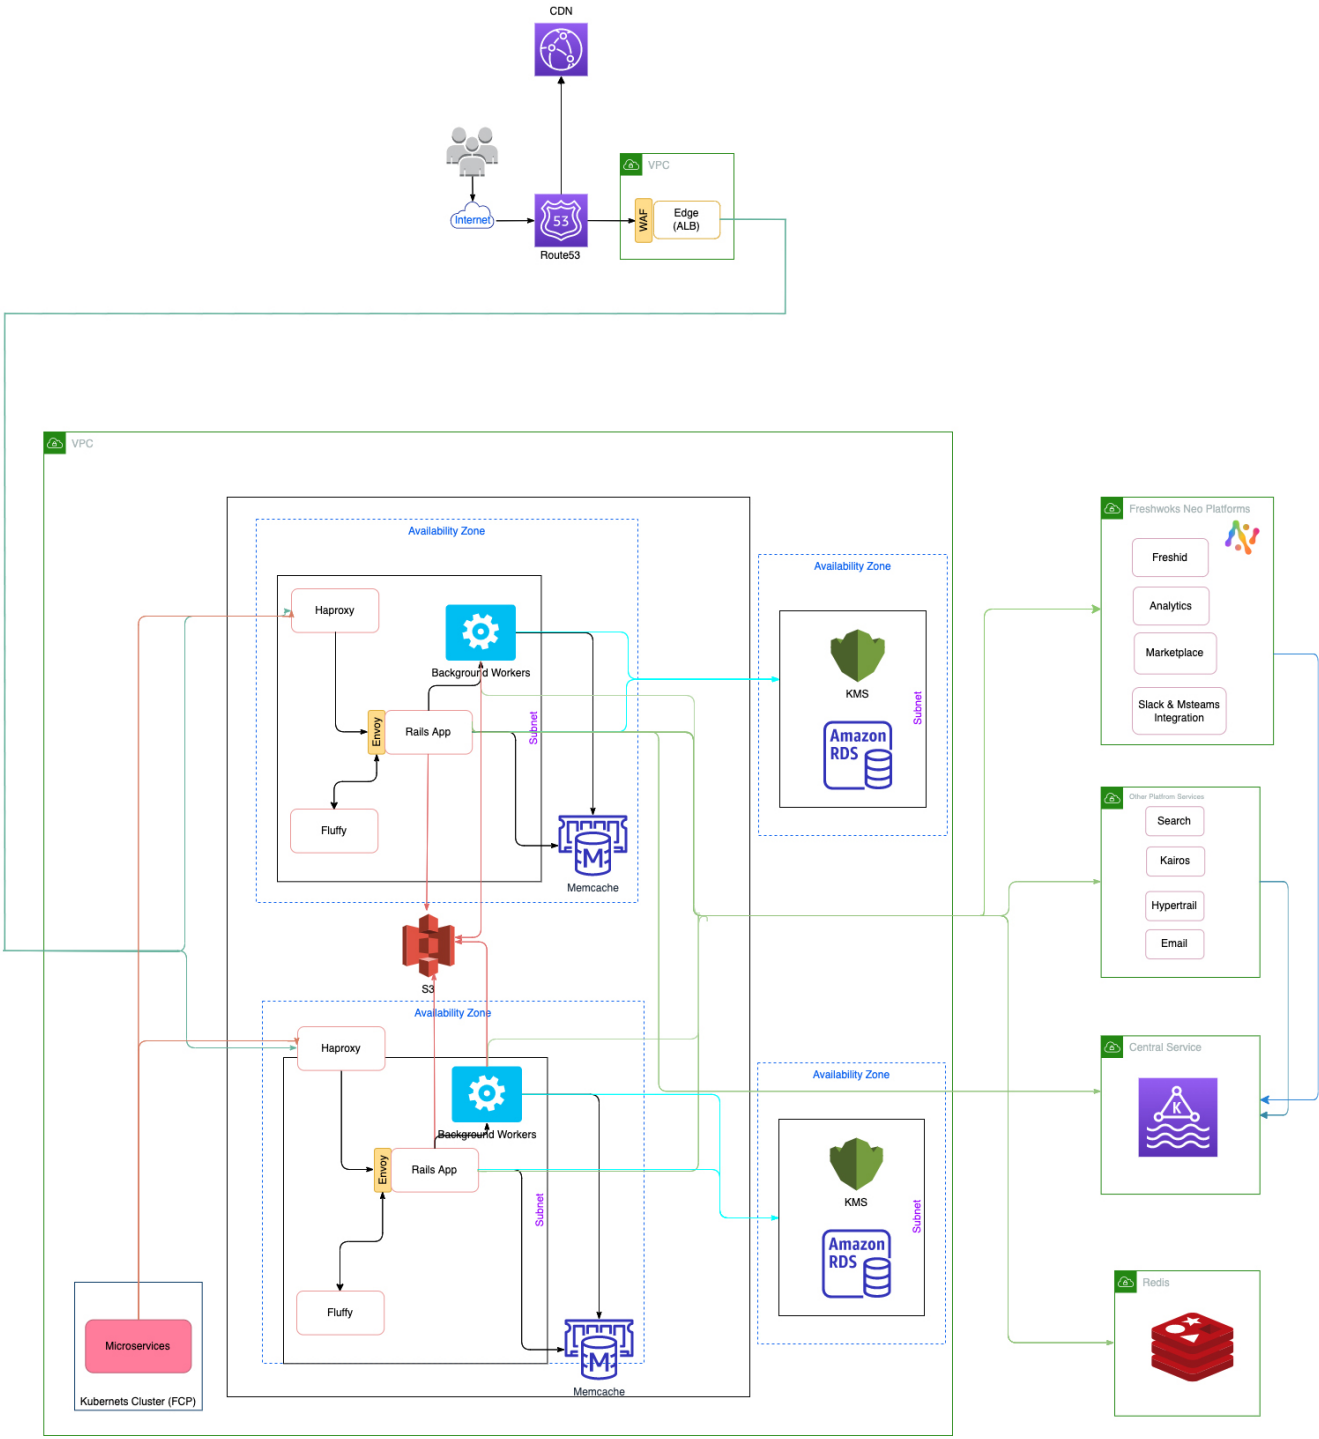 CDN
VPC
WAF
Edge
(ALB)
Internet
53
Route53
VPC
Availability Zone
Haproxy
Background Workers
Envoy
Rails App
Subnet
Fluffy
M
Memcache
Availability Zone
KMS
Subnet
Amazon
RDS
S3
Availability Zone
Haproxy
Background Workers
Envoy
Rails App
Subnet
Fluffy
M
Memcache
Availability Zone
KMS
Subnet
Amazon
RDS
Microservices
Kubernets Cluster (FCP)
Freshwoks Neo Platforms
Freshid
Analytics
Marketplace
Slack & Msteams
Integration
Other Platfrom Services
Search
Kairos
Hypertrail
Email
Central Service
K
Redis